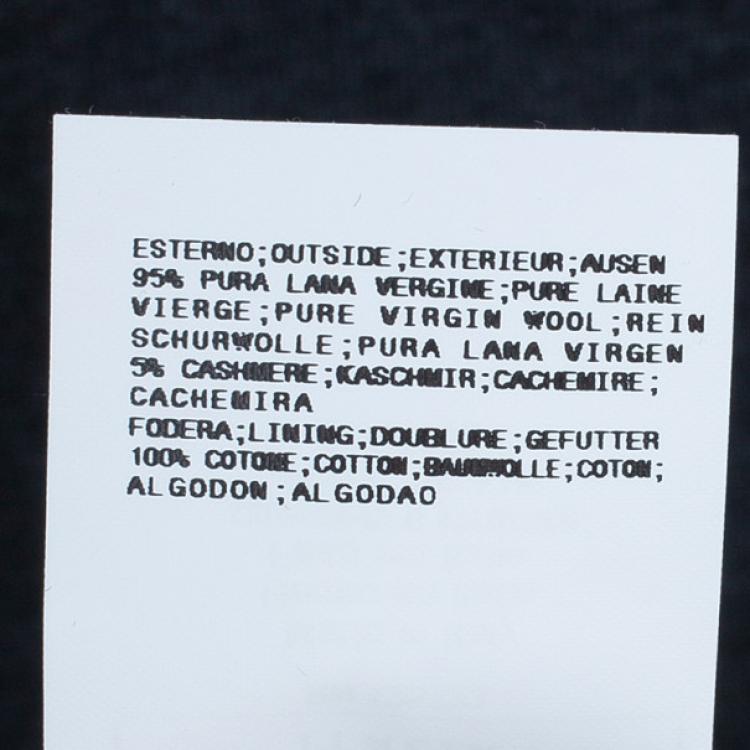 ESTERNO;OUTSIDE;EXTERIEUR;AUSEN
95% PURA LANA VERGINE;PURE LAINE
VIERGE;PURE VIRGIN WOOL;REIN
SCHURWOLLE;PURA LANA VIRGEN
5% CASHMERE;KASCHMIR;CACHEMIRE;
CACHEMIRA
FODERA;LINING;DOUBLURE;GEFUTTER
100% COTONE;COTTON;BAUMWOLLE;COTON;
ALGODON;ALGODAO